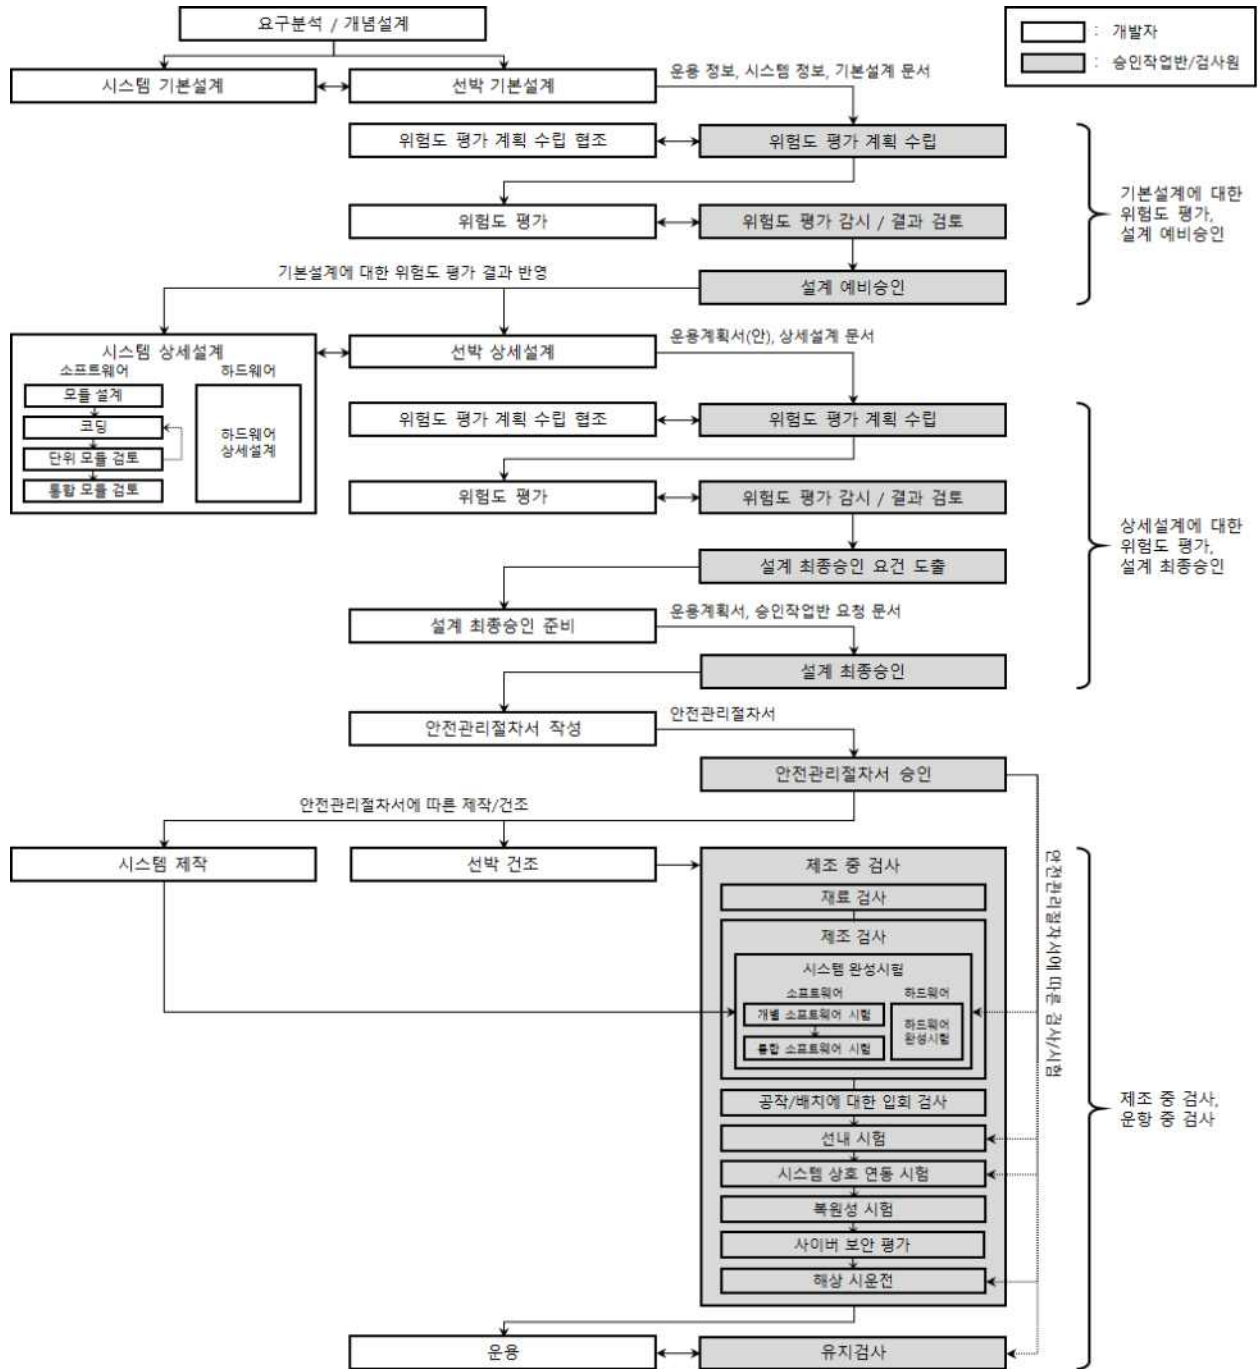 요구분석 / 개념설계
: 개발자
: 승인작업반/검사원
시스템 기본설계
선박 기본설계
운용 정보, 시스템 정보, 기본설계 문서
위험도 평가 계획 수립 협조
위험도 평가 계획 수립
위험도 평가
위험도 평가 감시 / 결과 검토
기본설계에 대한
위험도 평가,
설계 예비승인
기본설계에 대한 위험도 평가 결과 반영
설계 예비승인
시스템 상세설계
소프트웨어
하드웨어
모듈 설계
코딩
단위 모듈 검토
통합 모듈 검토
하드웨어
상세설계
선박 상세설계
운용계획서(안), 상세설계 문서
위험도 평가 계획 수립 협조
위험도 평가 계획 수립
위험도 평가
위험도 평가 감시 / 결과 검토
상세설계에 대한
위험도 평가,
설계 최종승인
설계 최종승인 요건 도출
설계 최종승인 준비
운용계획서, 승인작업반 요청 문서
설계 최종승인
안전관리절차서 작성
안전관리절차서
안전관리절차서 승인
안전관리절차서에 따른 제작/건조
시스템 제작
선박 건조
제조 중 검사
재료 검사
제조 검사
시스템 완성시험
소프트웨어
하드웨어
개별 소프트웨어 시험
통합 소프트웨어 시험
하드웨어
완성시험
안전관리절차서에 따른 검사/시험
공작/배치에 대한 입회 검사
선내 시험
시스템 상호 연동 시험
복원성 시험
사이버 보안 평가
해상 시운전
제조 중 검사,
운항 중 검사
운용
유지검사